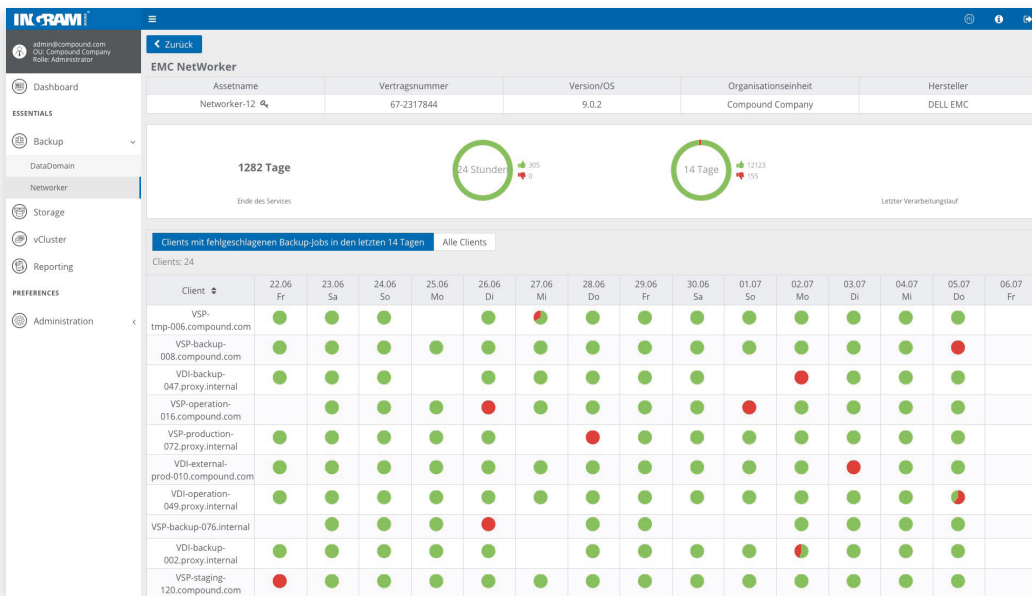 INGRAM
admin@compound.com
OU: Compound Company
Rolle: Administrator
Dashboard
ESSENTIALS
Backup
DataDomain
Networker
Storage
vCluster
Reporting
PREFERENCES
Administration
Zurück
EMC NetWorker
Assetname Vertragsnummer Version/OS Organisationseinheit Hersteller
Networker-12 67-2317844 9.0.2 Compound Company DELL EMC
1282 Tage
Ende des Services
24 Stunden
305
0
14 Tage
12123
155
Letzter Verarbeitungslauf
Clients mit fehlgeschlagenen Backup-Jobs in den letzten 14 Tagen Alle Clients
Clients: 24
Client 22.06 23.06 24.06 25.06 26.06 27.06 28.06 29.06 30.06 01.07 02.07 03.07 04.07 05.07 06.07
Fr Sa So Mo Di Mi Do Fr Sa So Mo Di Mi Do Fr
VSP-
tmp-006.compound.com
VSP-backup-
008.compound.com
VDI-backup-
047.proxy.internal
VSP-operation-
016.compound.com
VSP-production-
072.proxy.internal
VDI-external-
prod-010.compound.com
VDI-operation-
049.proxy.internal
VSP-backup-076.internal
VDI-backup-
002.proxy.internal
VSP-staging-
120.compound.com